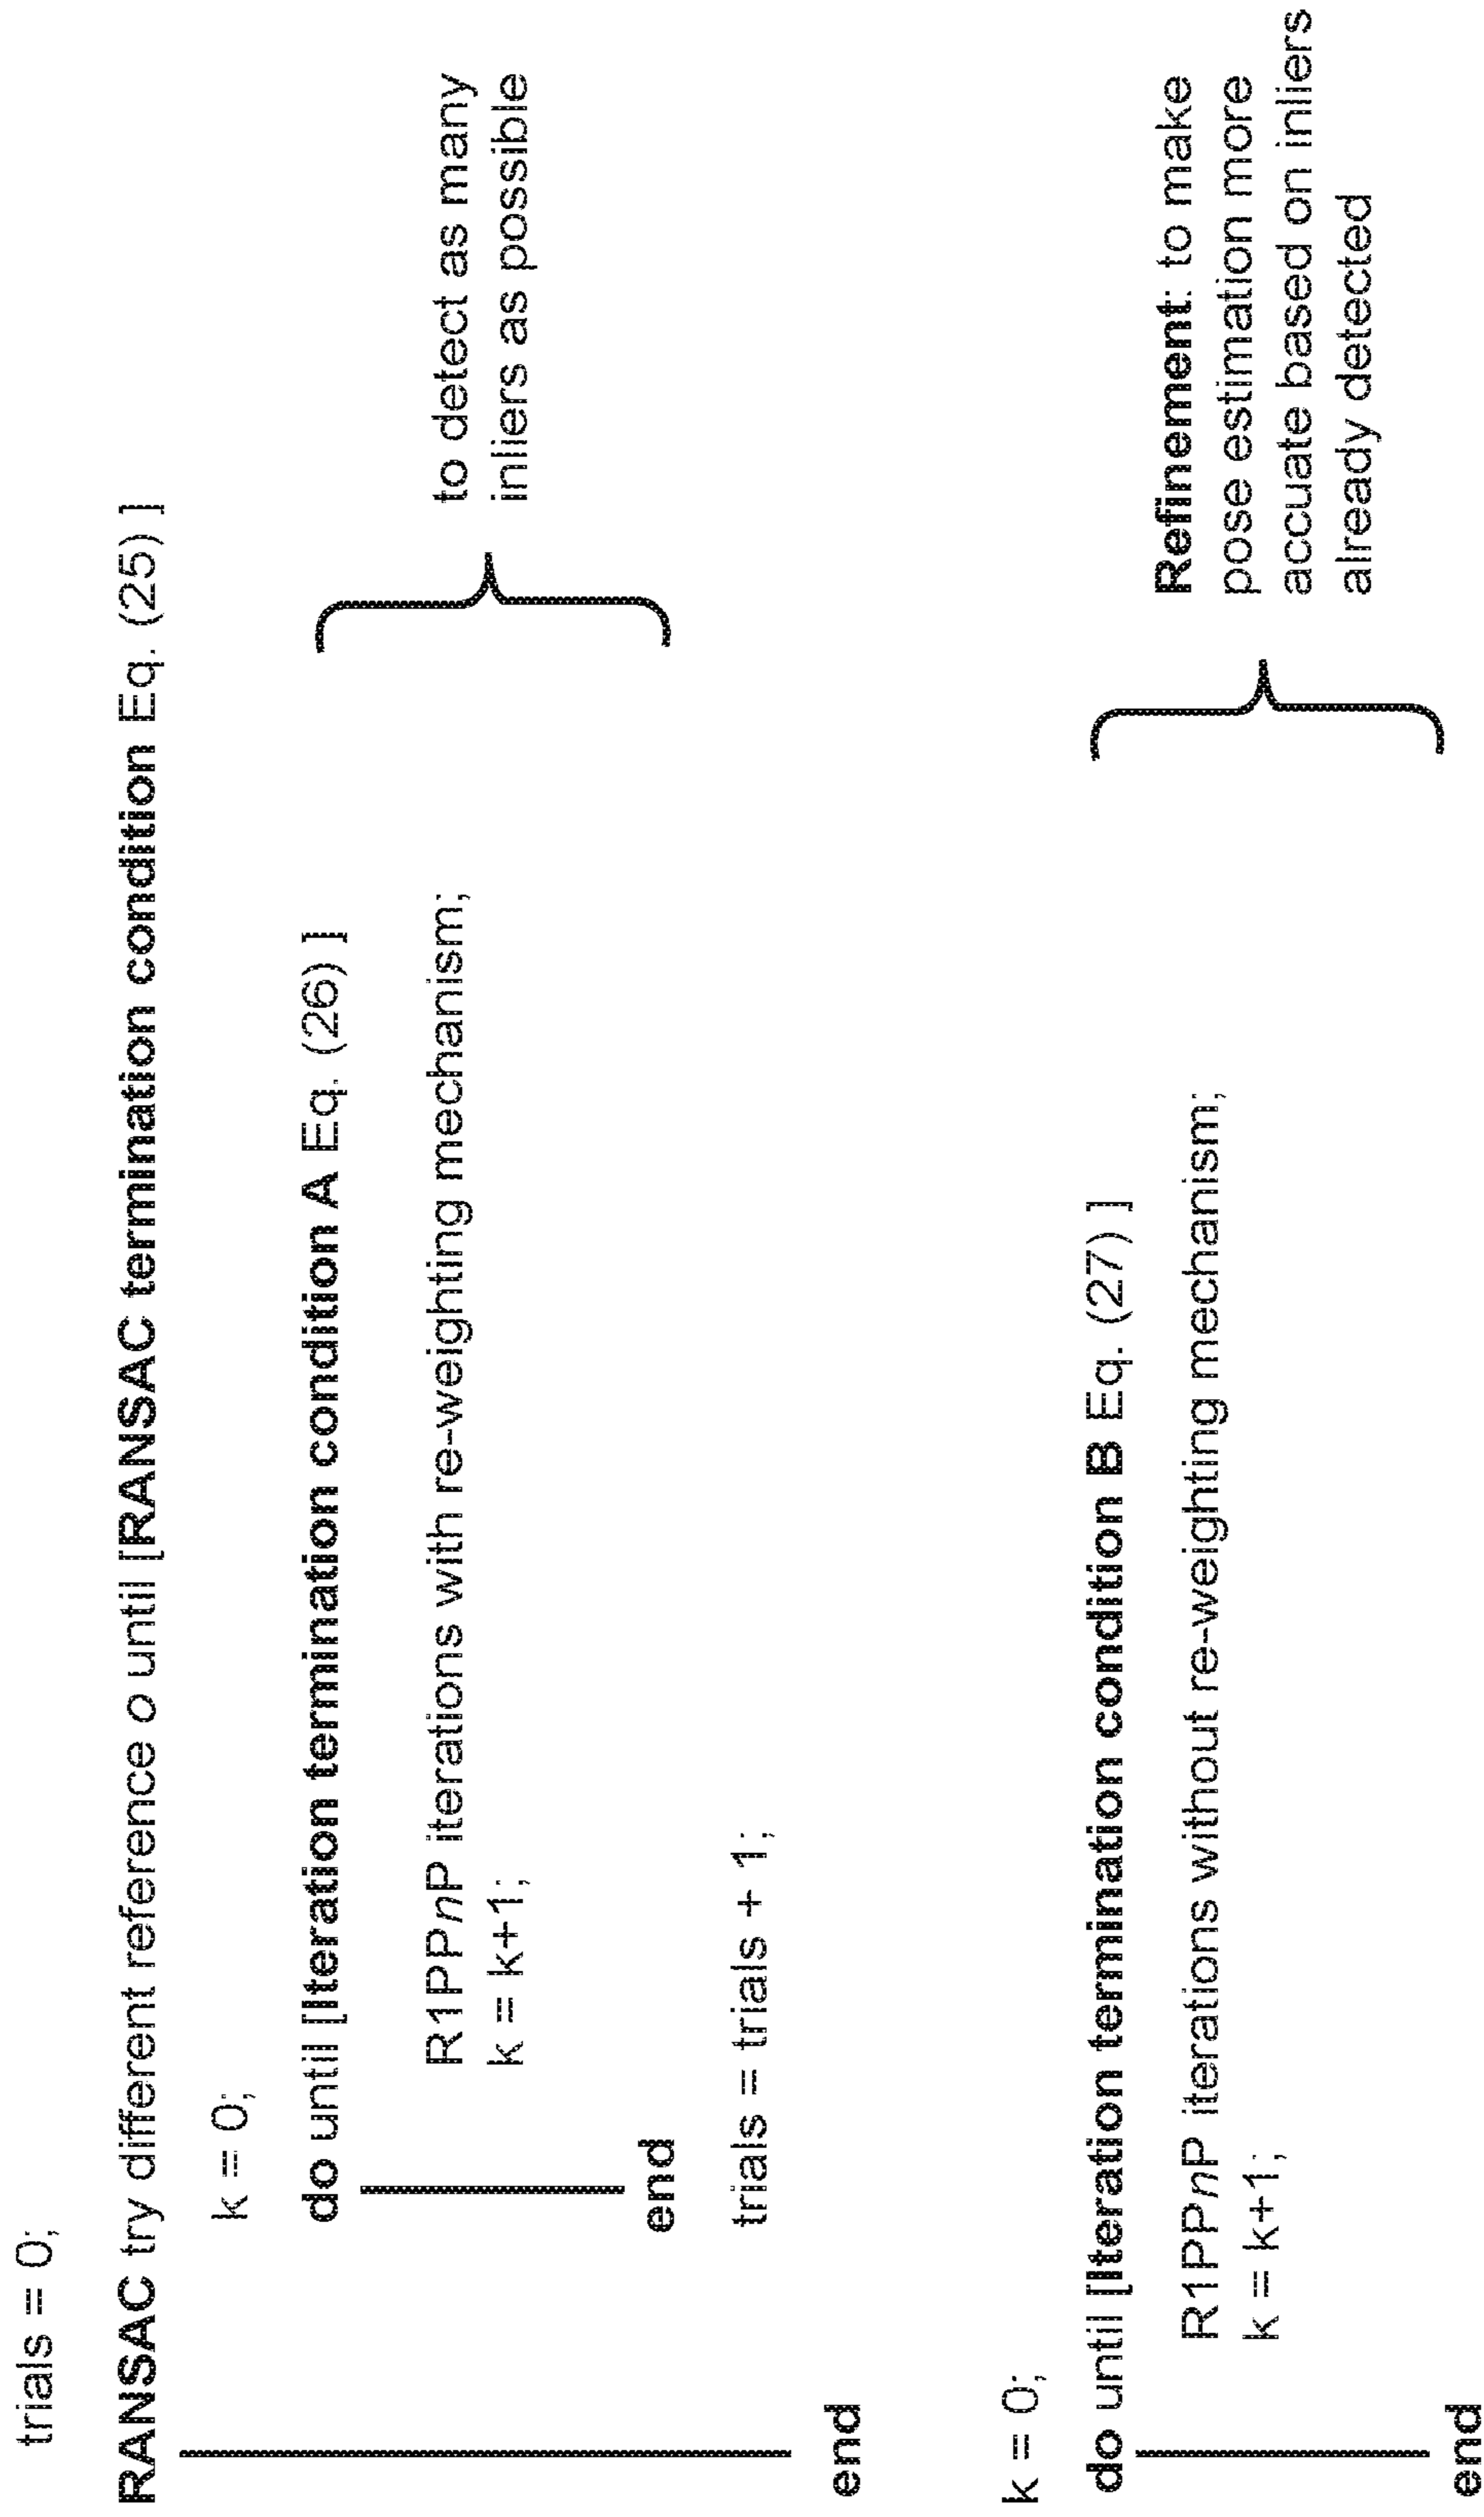 trials = 0;
RANSAC try different reference o until [RANSAC termination condition Eq. (25) ]
k = 0;
do until [Iteration termination condition A Eq. (26) ]
R1PPnP iterations with re-weighting mechanism;
k = k+1;
end
to detect as many
inliers as possible
trials = trials + 1;
end
k = 0;
do until [Iteration termination condition B Eq. (27) ]
R1PPnP iterations without re-weighting mechanism;
k = k+1;
end
Refinement: to make
pose estimation more
accuate based on inliers
already detected